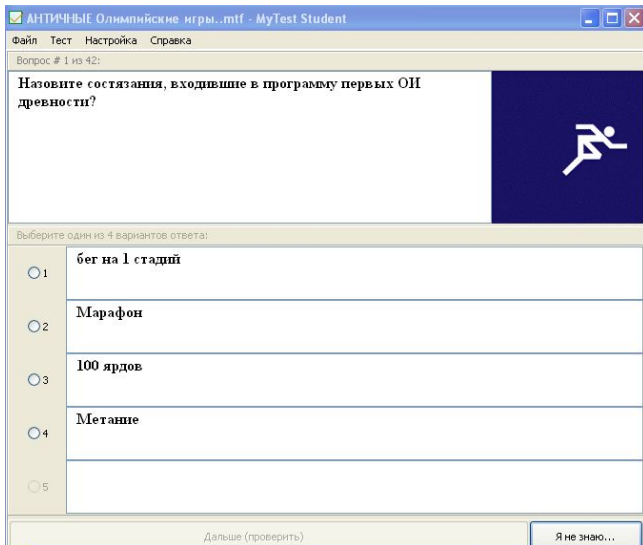 АНТИЧНЫЕ Олимпийские игры..mtf - MyTest Student
Файл Тест Настройка Справка
Вопрос # 1 из 42:
Назовите состязания, входившие в программу первых ОИ
древности?
Выберите один из 4 вариантов ответа:
1 бег на 1 стадий
2 Марафон
3 100 ярдов
4 Метание
5
Дальше (проверить) Я не знаю...